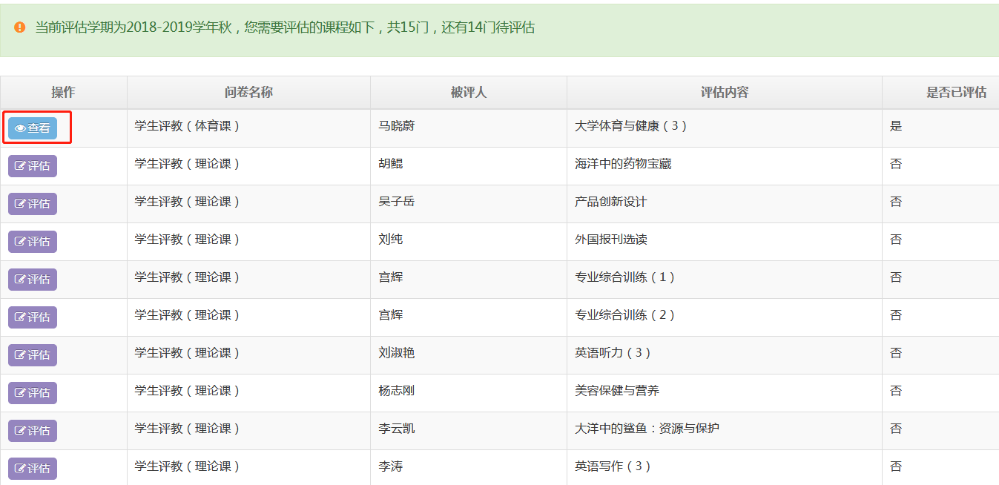 当前评估学期为2018-2019学年秋，您需要评估的课程如下，共15门，还有14门待评估
操作 问卷名称 被评人 评估内容 是否已评估
查看 学生评教（体育课） 马晓蔚 大学体育与健康（3） 是
评估 学生评教（理论课） 胡鲲 海洋中的药物宝藏 否
评估 学生评教（理论课） 吴子岳 产品创新设计 否
评估 学生评教（理论课） 刘纯 外国报刊选读 否
评估 学生评教（理论课） 宫辉 专业综合训练（1） 否
评估 学生评教（理论课） 宫辉 专业综合训练（2） 否
评估 学生评教（理论课） 刘淑艳 英语听力（3） 否
评估 学生评教（理论课） 杨志刚 美容保健与营养 否
评估 学生评教（理论课） 李云凯 大洋中的鲨鱼：资源与保护 否
评估 学生评教（理论课） 李涛 英语写作（3） 否